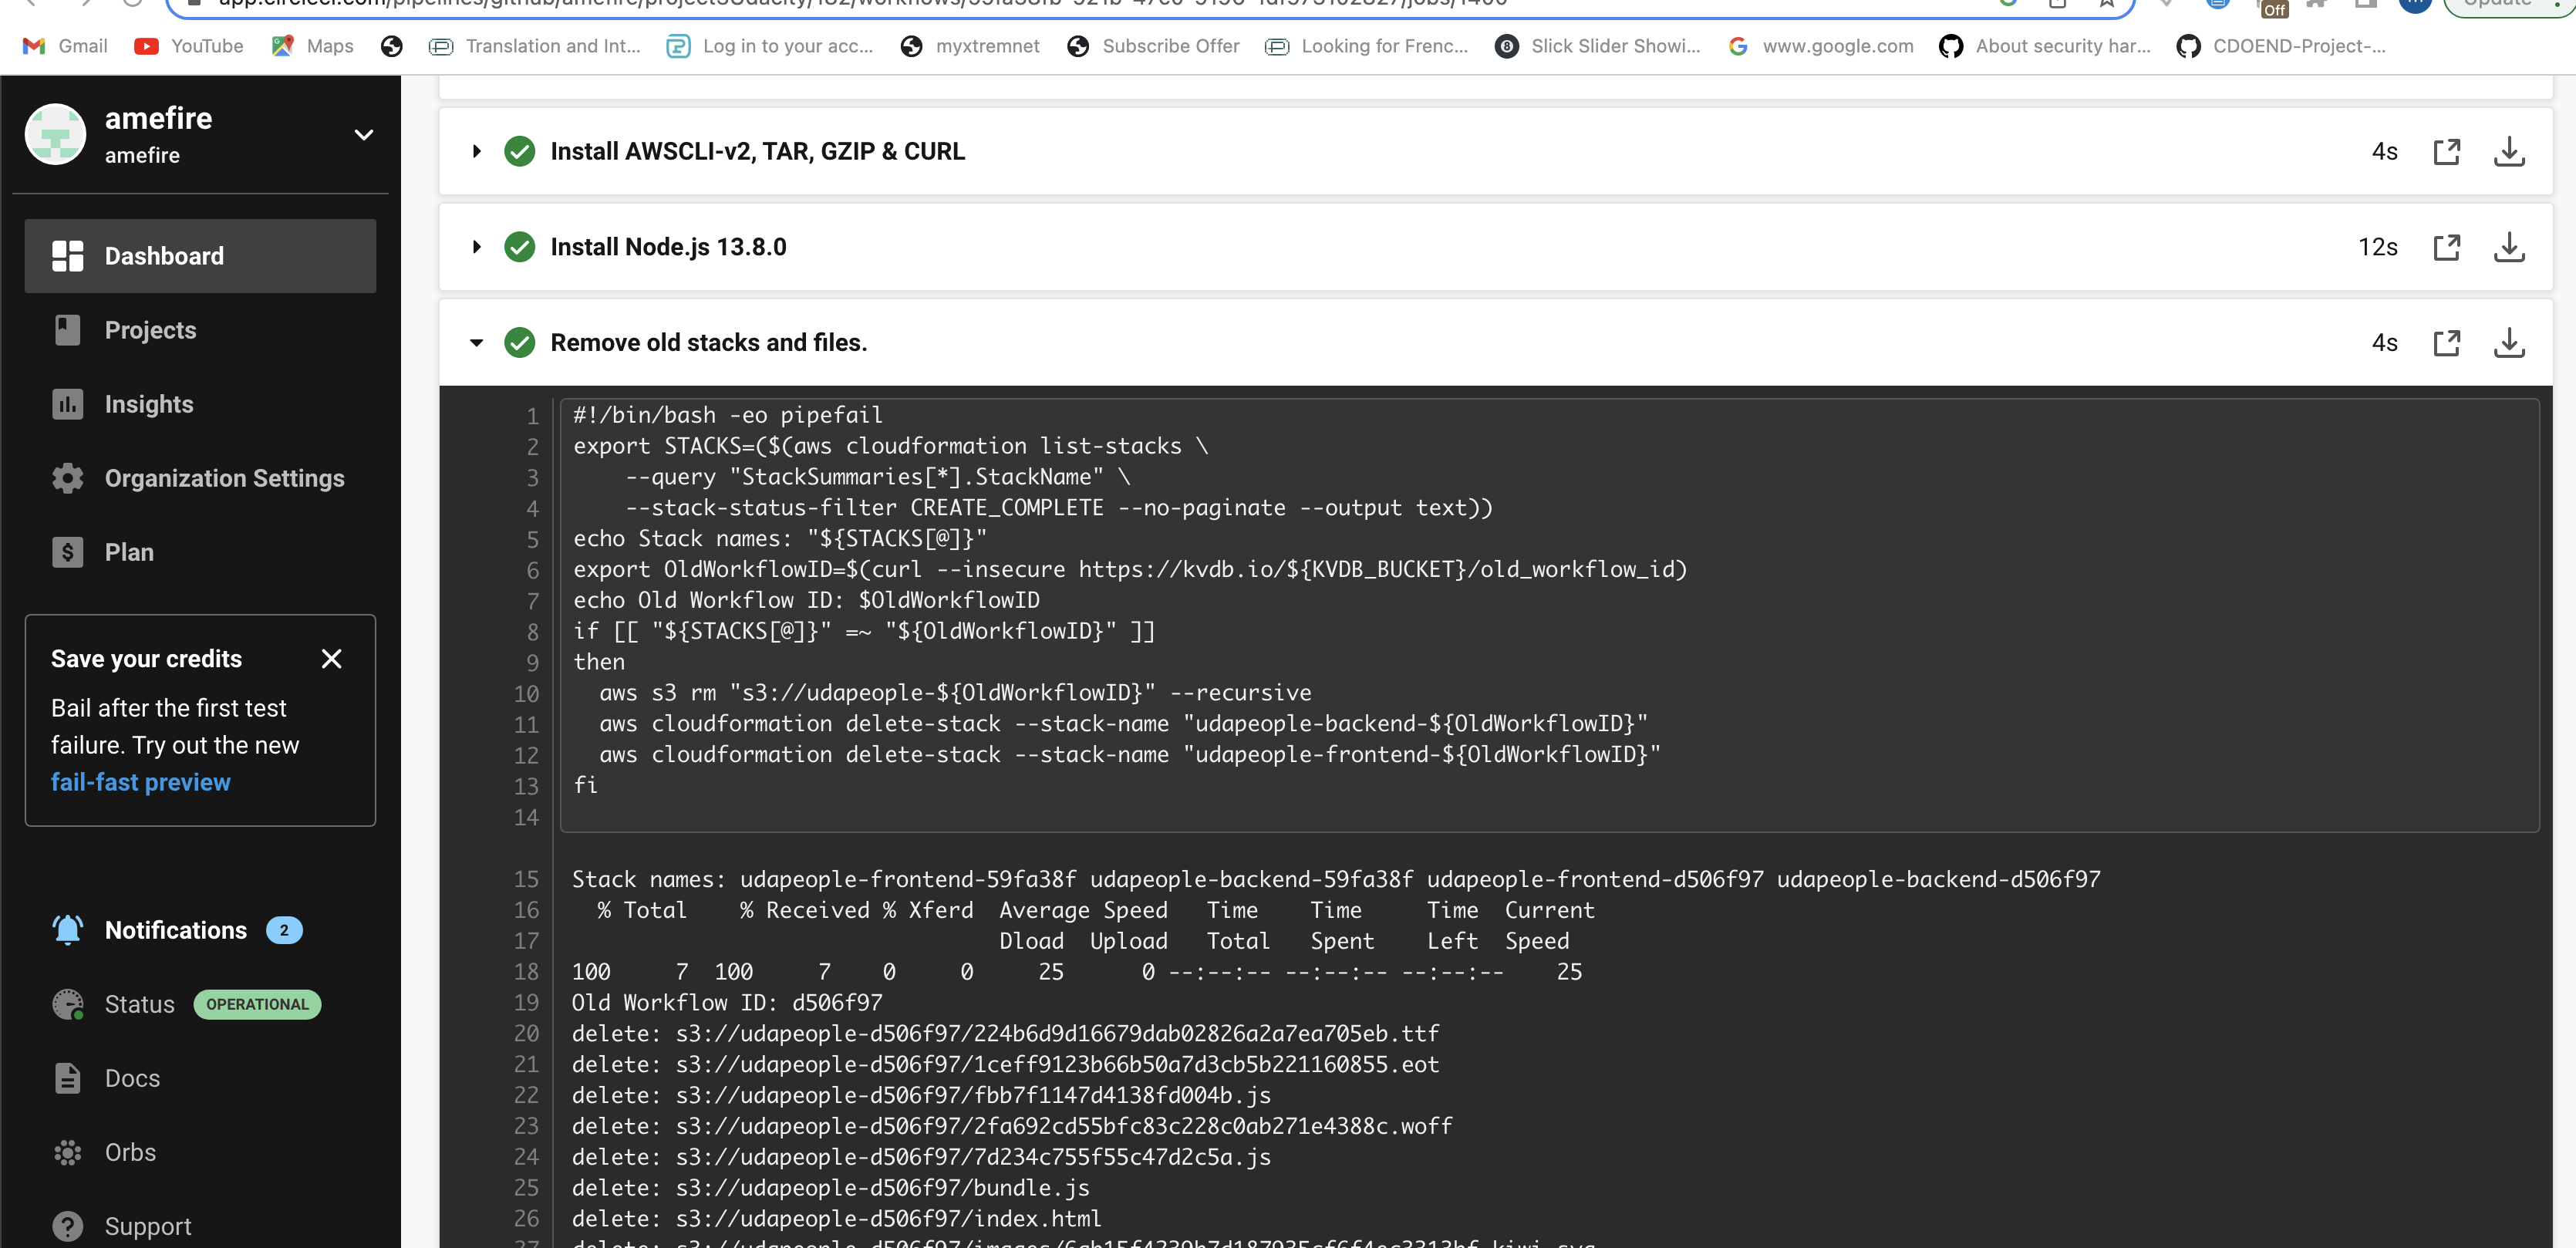 Update
Off
Gmail
YouTube
Maps
Translation and Int...
Log in to your acc...
myxtremnet
Subscribe Offer
Looking for Frenc...
Slick Slider Showi...
www.google.com
About security har...
CDOEND-Project-...
amefire
amefire
Dashboard
Projects
Insights
Organization Settings
Plan
Save your credits
Bail after the first test
failure. Try out the new
fail-fast preview
Notifications 2
Status OPERATIONAL
Docs
Orbs
Support
Install AWSCLI-v2, TAR, GZIP & CURL 4s
Install Node.js 13.8.0 12s
Remove old stacks and files. 4s
1 #!/bin/bash -eo pipefail
2 export STACKS=($(aws cloudformation list-stacks \
3 --query "StackSummaries[*].StackName" \
4 --stack-status-filter CREATE_COMPLETE --no-paginate --output text))
5 echo Stack names: "${STACKS[@]}"
6 export OldWorkflowID=$(curl --insecure https://kvdb.io/${KVDB_BUCKET}/old_workflow_id)
7 echo Old Workflow ID: $OldWorkflowID
8 if [[ "${STACKS[@]}" =~ "${OldWorkflowID}" ]]
9 then
10 aws s3 rm "s3://udapeople-${OldWorkflowID}" --recursive
11 aws cloudformation delete-stack --stack-name "udapeople-backend-${OldWorkflowID}"
12 aws cloudformation delete-stack --stack-name "udapeople-frontend-${OldWorkflowID}"
13 fi
14
15 Stack names: udapeople-frontend-59fa38f udapeople-backend-59fa38f udapeople-frontend-d506f97 udapeople-backend-d506f97
16 % Total % Received % Xferd Average Speed Time Time Time Current
17 Dload Upload Total Spent Left Speed
18 100 7 100 7 0 0 25 0 --:--:-- --:--:-- --:--:-- 25
19 Old Workflow ID: d506f97
20 delete: s3://udapeople-d506f97/224b6d9d16679dab02826a2a7ea705eb.ttf
21 delete: s3://udapeople-d506f97/1ceff9123b66b50a7d3cb5b221160855.eot
22 delete: s3://udapeople-d506f97/fbb7f1147d4138fd004b.js
23 delete: s3://udapeople-d506f97/2fa692cd55bfc83c228c0ab271e4388c.woff
24 delete: s3://udapeople-d506f97/7d234c755f55c47d2c5a.js
25 delete: s3://udapeople-d506f97/bundle.js
26 delete: s3://udapeople-d506f97/index.html